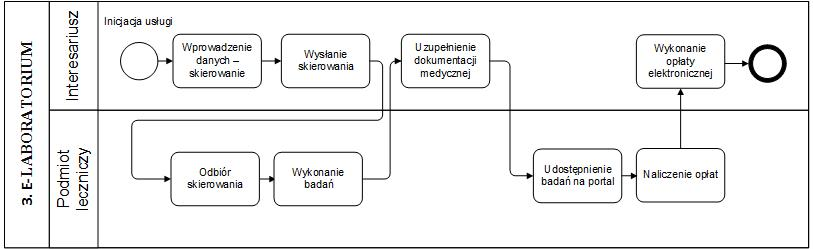 3. E-LABORATORIUM
Interesariusz
Inicjacja usługi
Wprowadzenie
danych –
skierowanie
Wysłanie
skierowania
Uzupełnienie
dokumentacji
medycznej
Wykonanie
opłaty
elektronicznej
Podmiot
leczniczy
Odbiór
skierowania
Wykonanie
badań
Udostępnienie
badań na portal
Naliczenie opłat